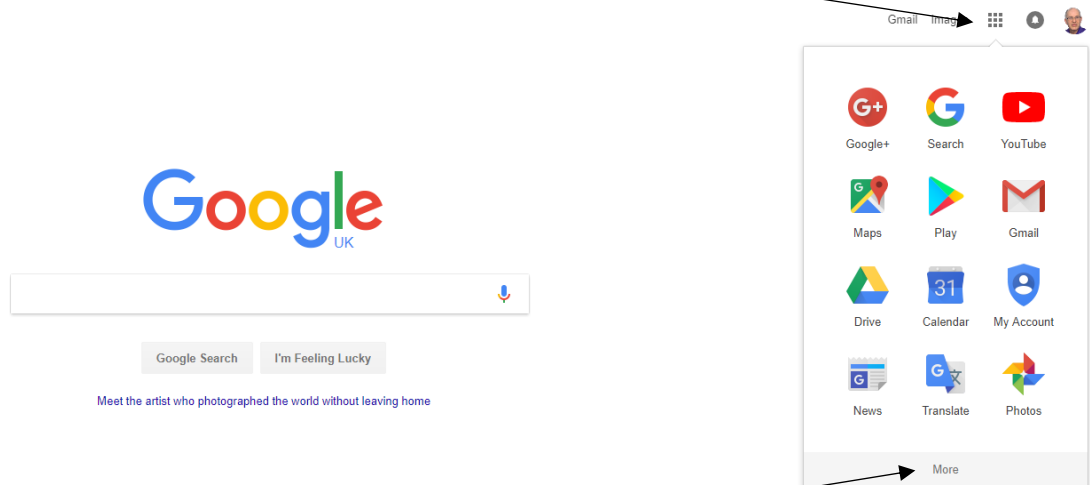 Gmail
Google+ Search YouTube
Google
UK
Maps Play Gmail
31
Drive Calendar My Account
Google Search I'm Feeling Lucky
Meet the artist who photographed the world without leaving home
News Translate Photos
More